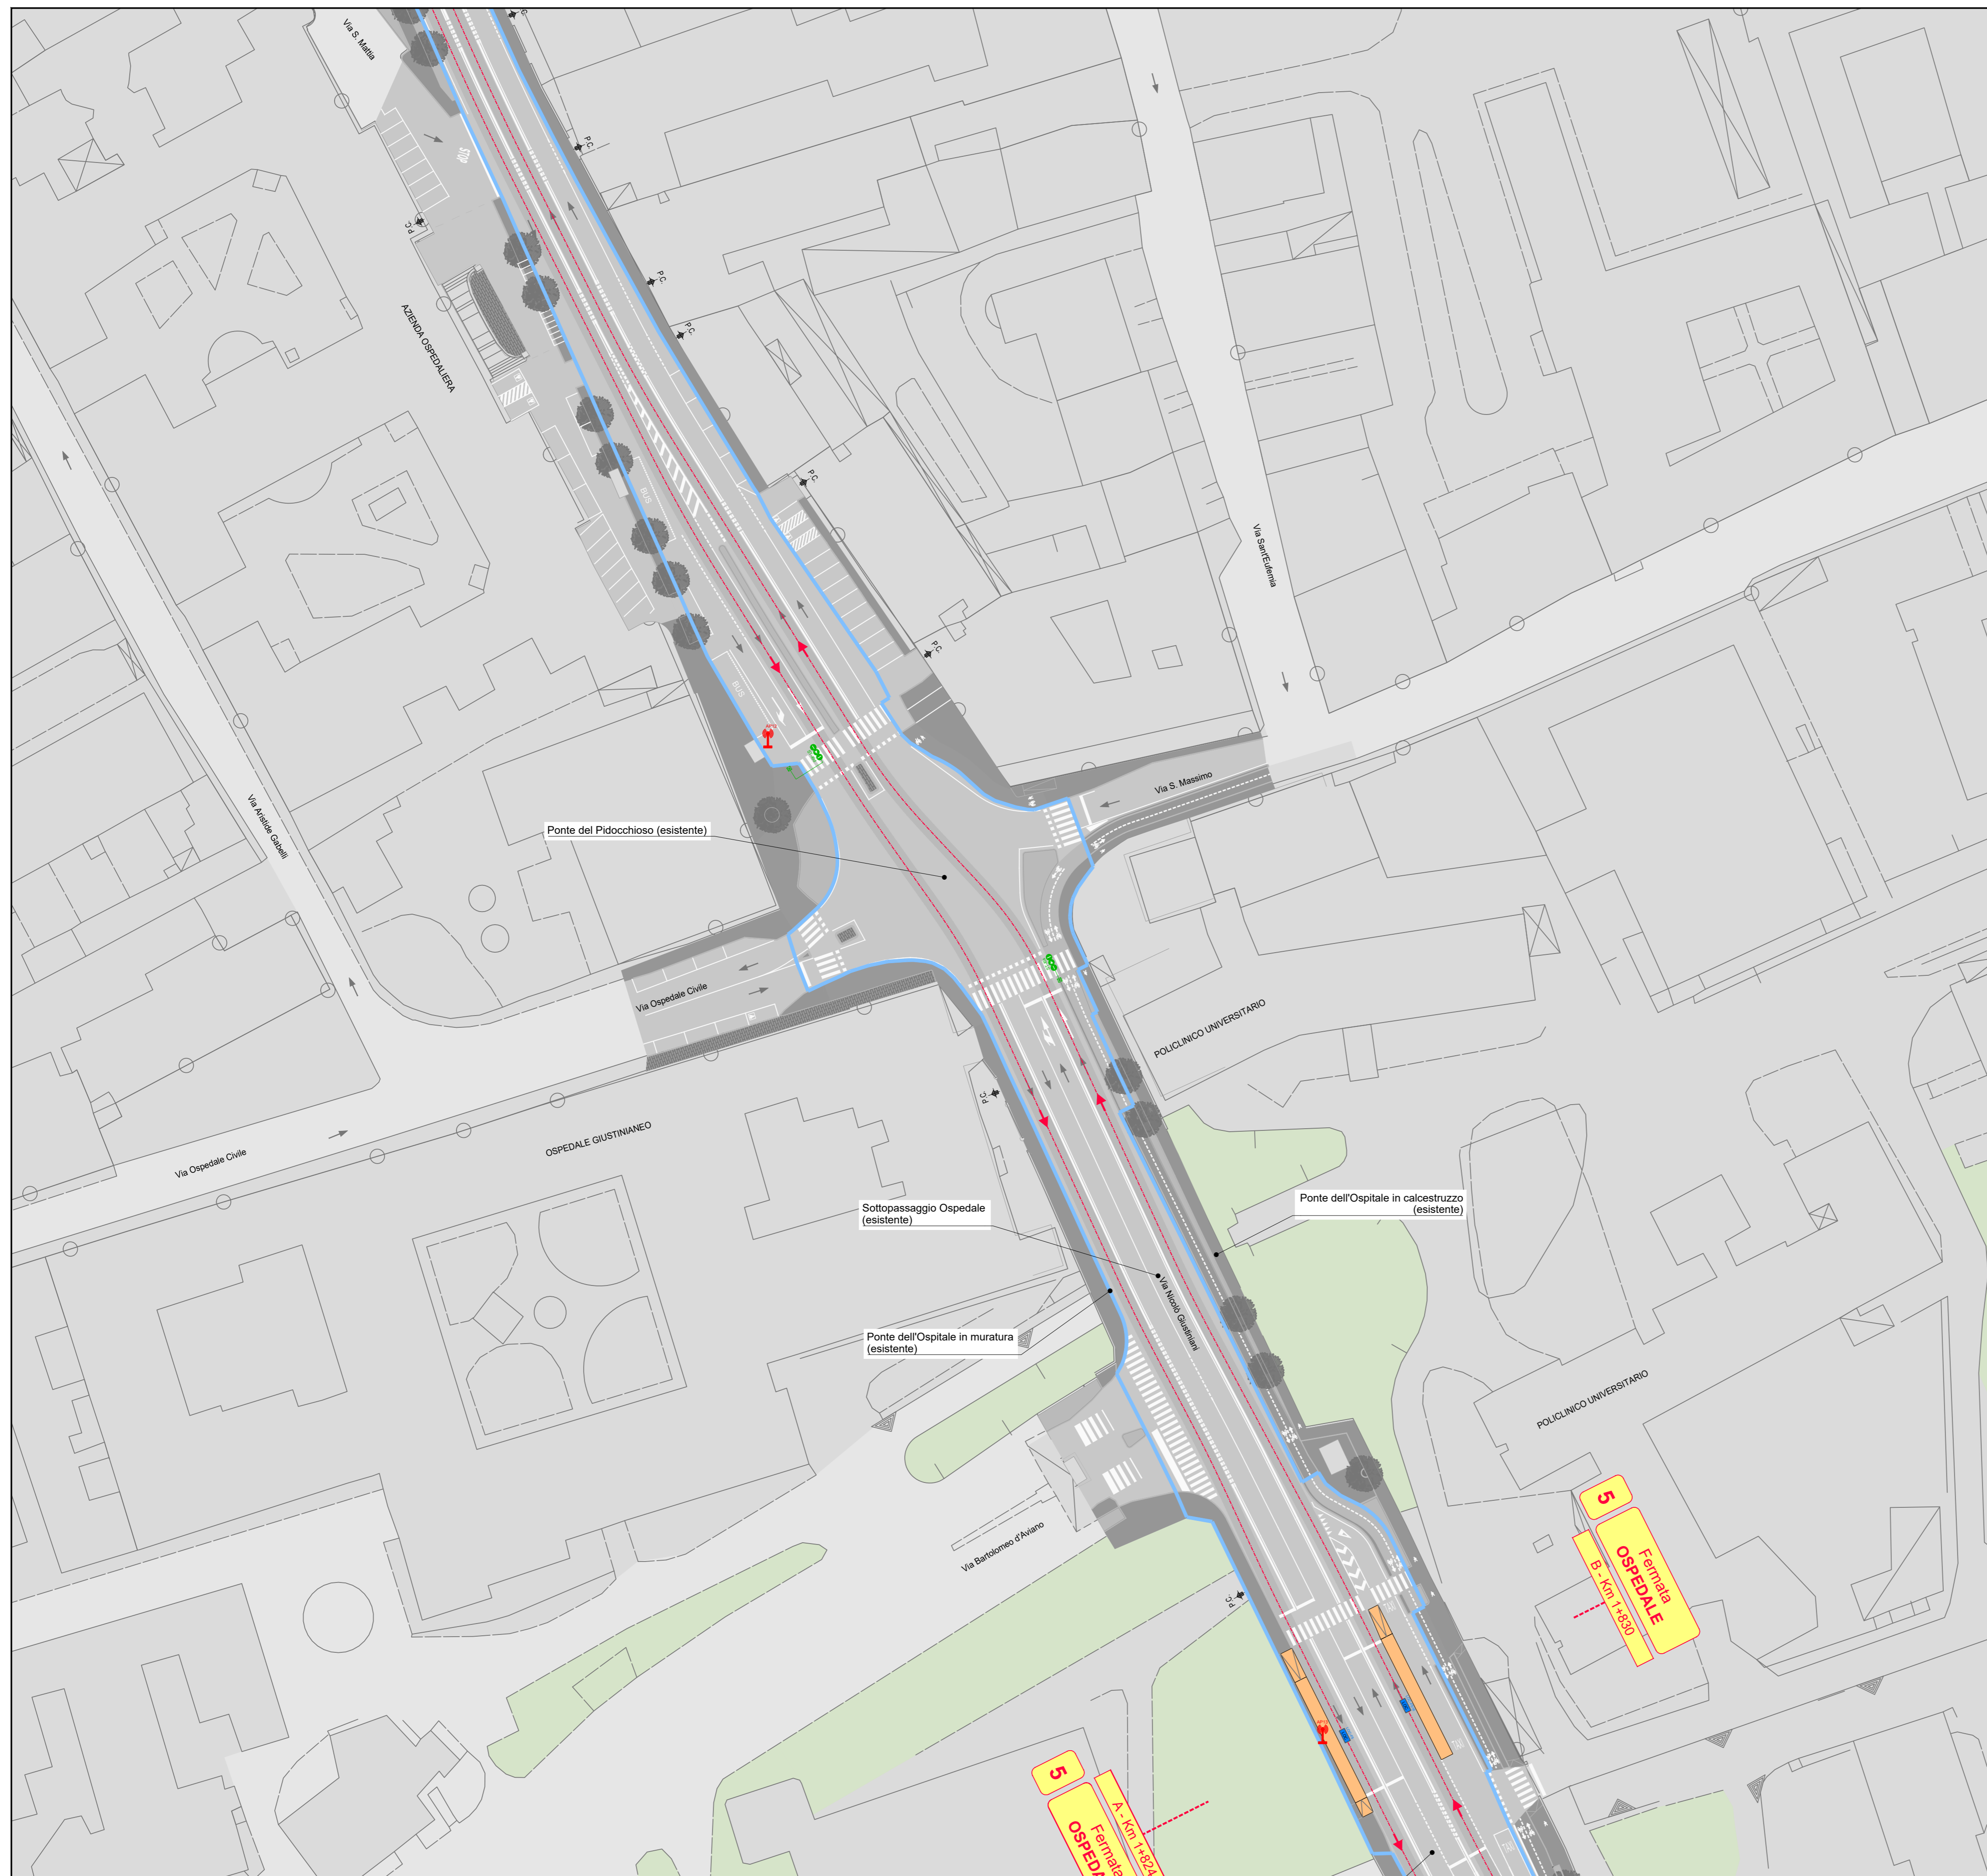 Via S. Mattia
P.C.
P.C.
STOP
P.C.
P.C.
P.C.
AZIENDA OSPEDALIERA
P.C.
BUS
Via Sant'Eufemia
P.C.
BUS
Via S. Massimo
Via Aristide Gabelli
Ponte del Pidocchioso (esistente)
Via Ospedale Civile
POLICLINICO UNIVERSITARIO
P.C.
OSPEDALE GIUSTINIANEO
Via Ospedale Civile
Ponte dell'Ospitale in calcestruzzo
(esistente)
Sottopassaggio Ospedale
(esistente)
Via Nicolò Giustiniani
Ponte dell'Ospitale in muratura
(esistente)
POLICLINICO UNIVERSITARIO
Via Bartolomeo d'Aviano
5
Fermata
OSPEDALE
B - Km 1+830
P.C.
TAXI
TAXI
5
Fermata
A - Km 1+824
TAXI